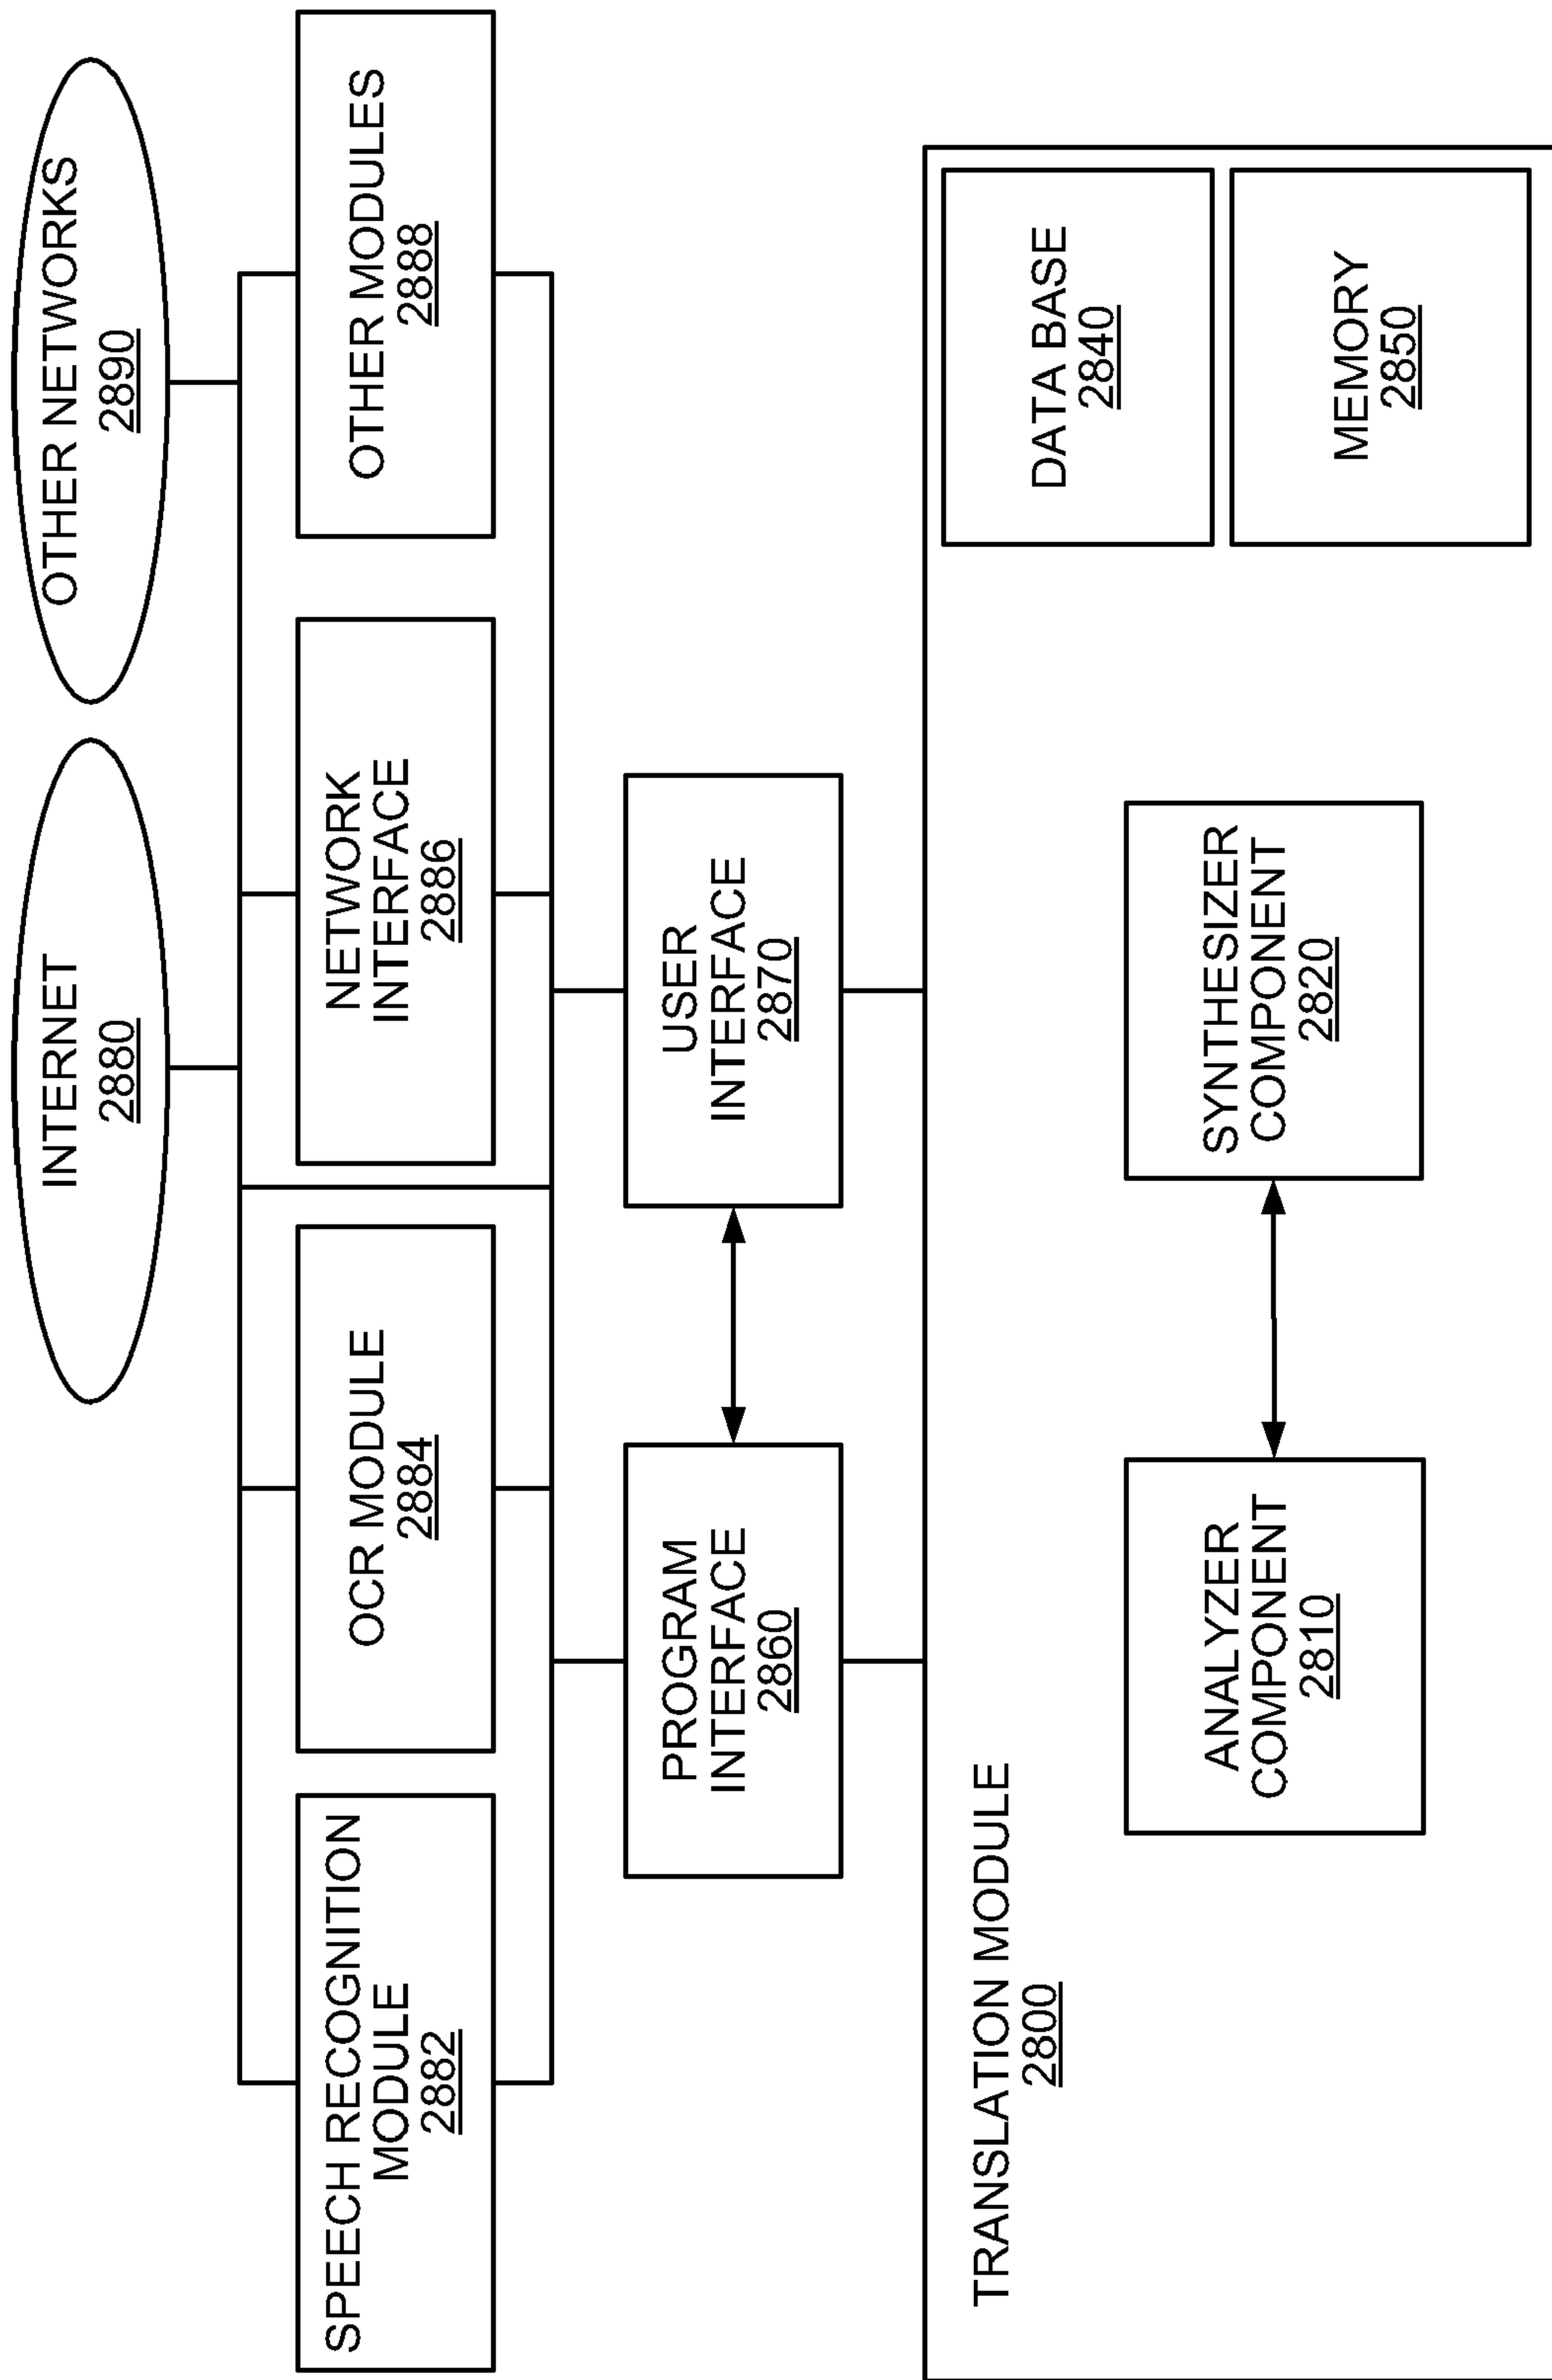 INTERNET
2880
OTHER NETWORKS
2890
SPEECH RECOGNITION
MODULE
2882
OCR MODULE
2884
NETWORK
INTERFACE
2886
OTHER MODULES
2888
PROGRAM
INTERFACE
2860
USER
INTERFACE
2870
TRANSLATION MODULE
2800
ANALYZER
COMPONENT
2810
SYNTHESIZER
COMPONENT
2820
DATA BASE
2840
MEMORY
2850